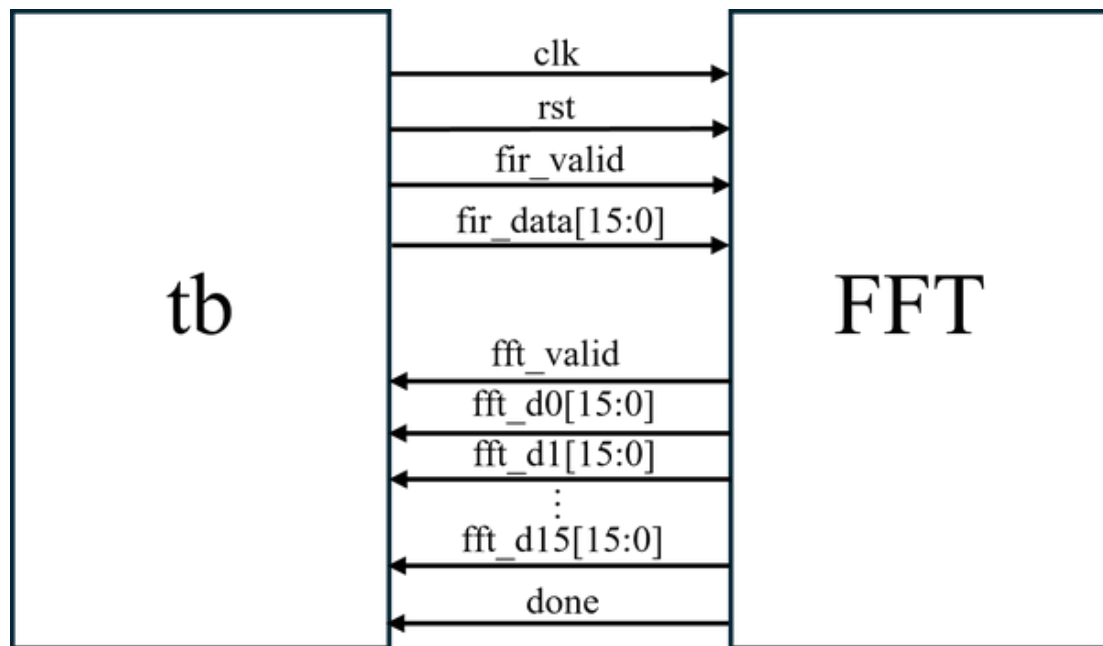 clk
rst
fir_valid
fir_data[15:0]
tb
FFT
fft_valid
fft_d0[15:0]
fft_d1[15:0]
⋮
fft_d15[15:0]
done